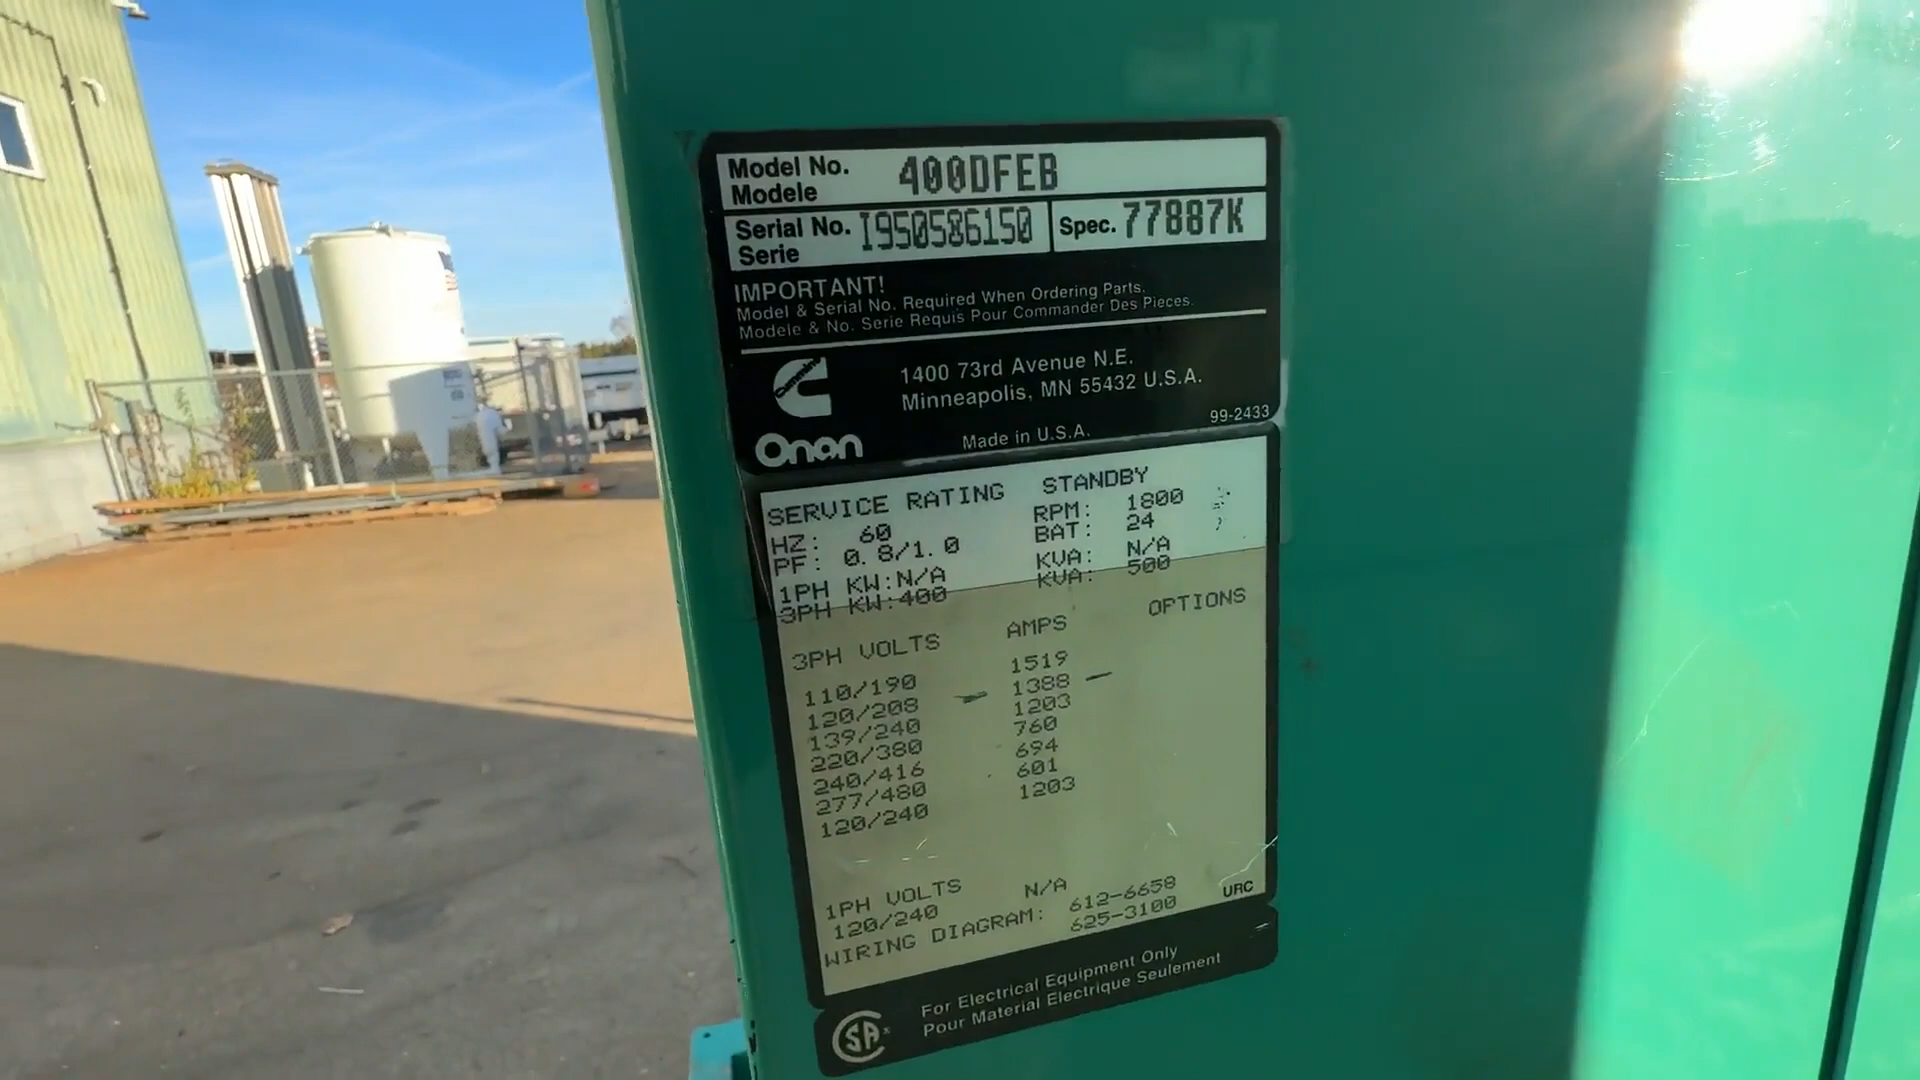 Model No. 400DFEB
Modele
Serial No. I950586150 Spec. 77887K
Serie
IMPORTANT!
Model & Serial No. Required When Ordering Parts.
Modele & No. Serie Requis Pour Commander Des Pieces.
Cummins
Onan
1400 73rd Avenue N.E.
Minneapolis, MN 55432 U.S.A.
Made in U.S.A.
99-2433
SERVICE RATING STANDBY
HZ: 60 RPM: 1800
PF: 0.8/1.0 BAT: 24
1PH KW:N/A KVA: N/A
3PH KW:400 KVA: 500
3PH VOLTS AMPS OPTIONS
110/190 1519
120/208 1388
139/240 1203
220/380 760
240/416 694
277/480 601
120/240 1203
1PH VOLTS
120/240 N/A
WIRING DIAGRAM: 612-6658
625-3100
URC
CSA
For Electrical Equipment Only
Pour Material Electrique Seulement